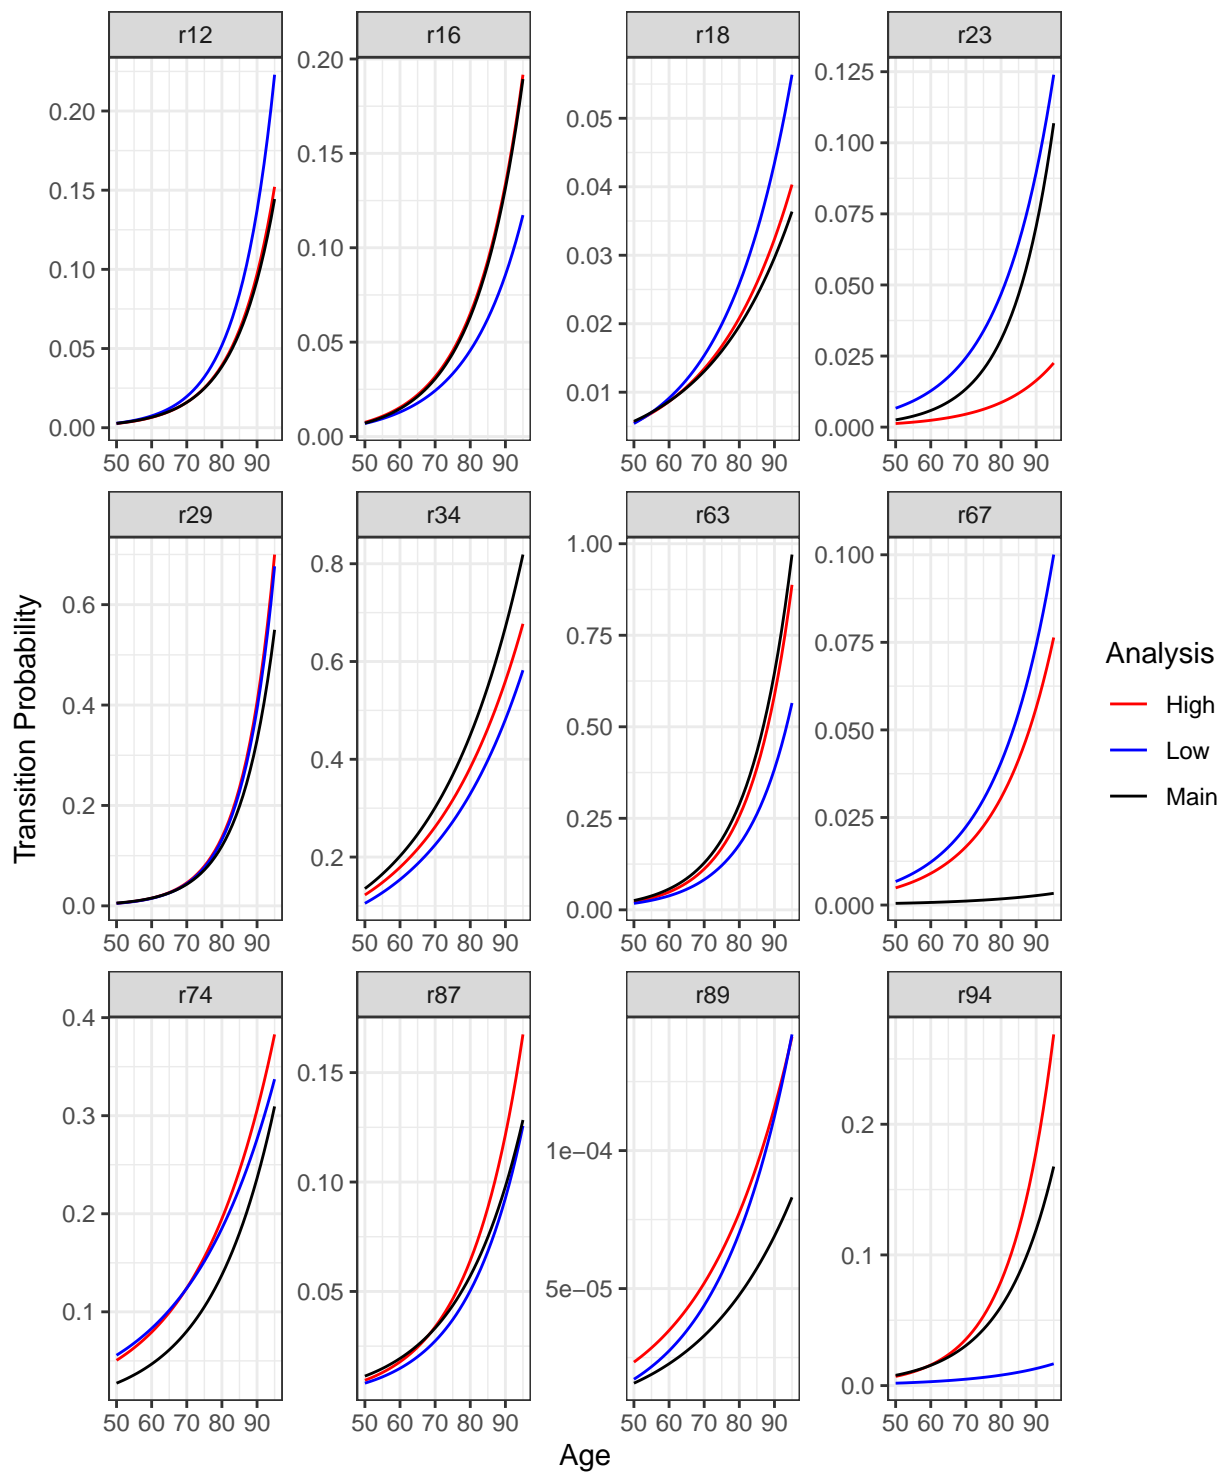 r12 r16 r18 r23
0.00 0.05 0.10 0.15 0.20
50 60 70 80 90
0.00 0.05 0.10 0.15 0.20
50 60 70 80 90
0.01 0.02 0.03 0.04 0.05
50 60 70 80 90
0.000 0.025 0.050 0.075 0.100 0.125
50 60 70 80 90
r29 r34 r63 r67
0.0 0.2 0.4 0.6
50 60 70 80 90
0.2 0.4 0.6 0.8
50 60 70 80 90
0.00 0.25 0.50 0.75 1.00
50 60 70 80 90
0.000 0.025 0.050 0.075 0.100
50 60 70 80 90
r74 r87 r89 r94
0.1 0.2 0.3 0.4
50 60 70 80 90
0.05 0.10 0.15
50 60 70 80 90
5e−05 1e−04
50 60 70 80 90
0.0 0.1 0.2
50 60 70 80 90
Transition Probability
Age
Analysis
High
Low
Main